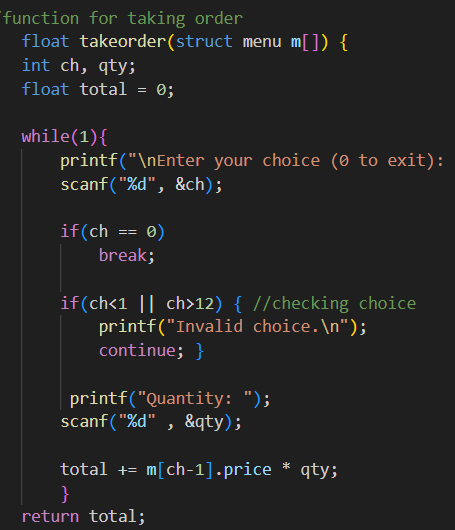 /function for taking order
float takeorder(struct menu m[]) {
int ch, qty;
float total = 0;
while(1){
printf("\nEnter your choice (0 to exit):
scanf("%d", &ch);
if(ch == 0)
break;
if(ch<1 || ch>12) { //checking choice
printf("Invalid choice.\n");
continue; }
printf("Quantity: ");
scanf("%d" , &qty);
total += m[ch-1].price * qty;
}
return total;